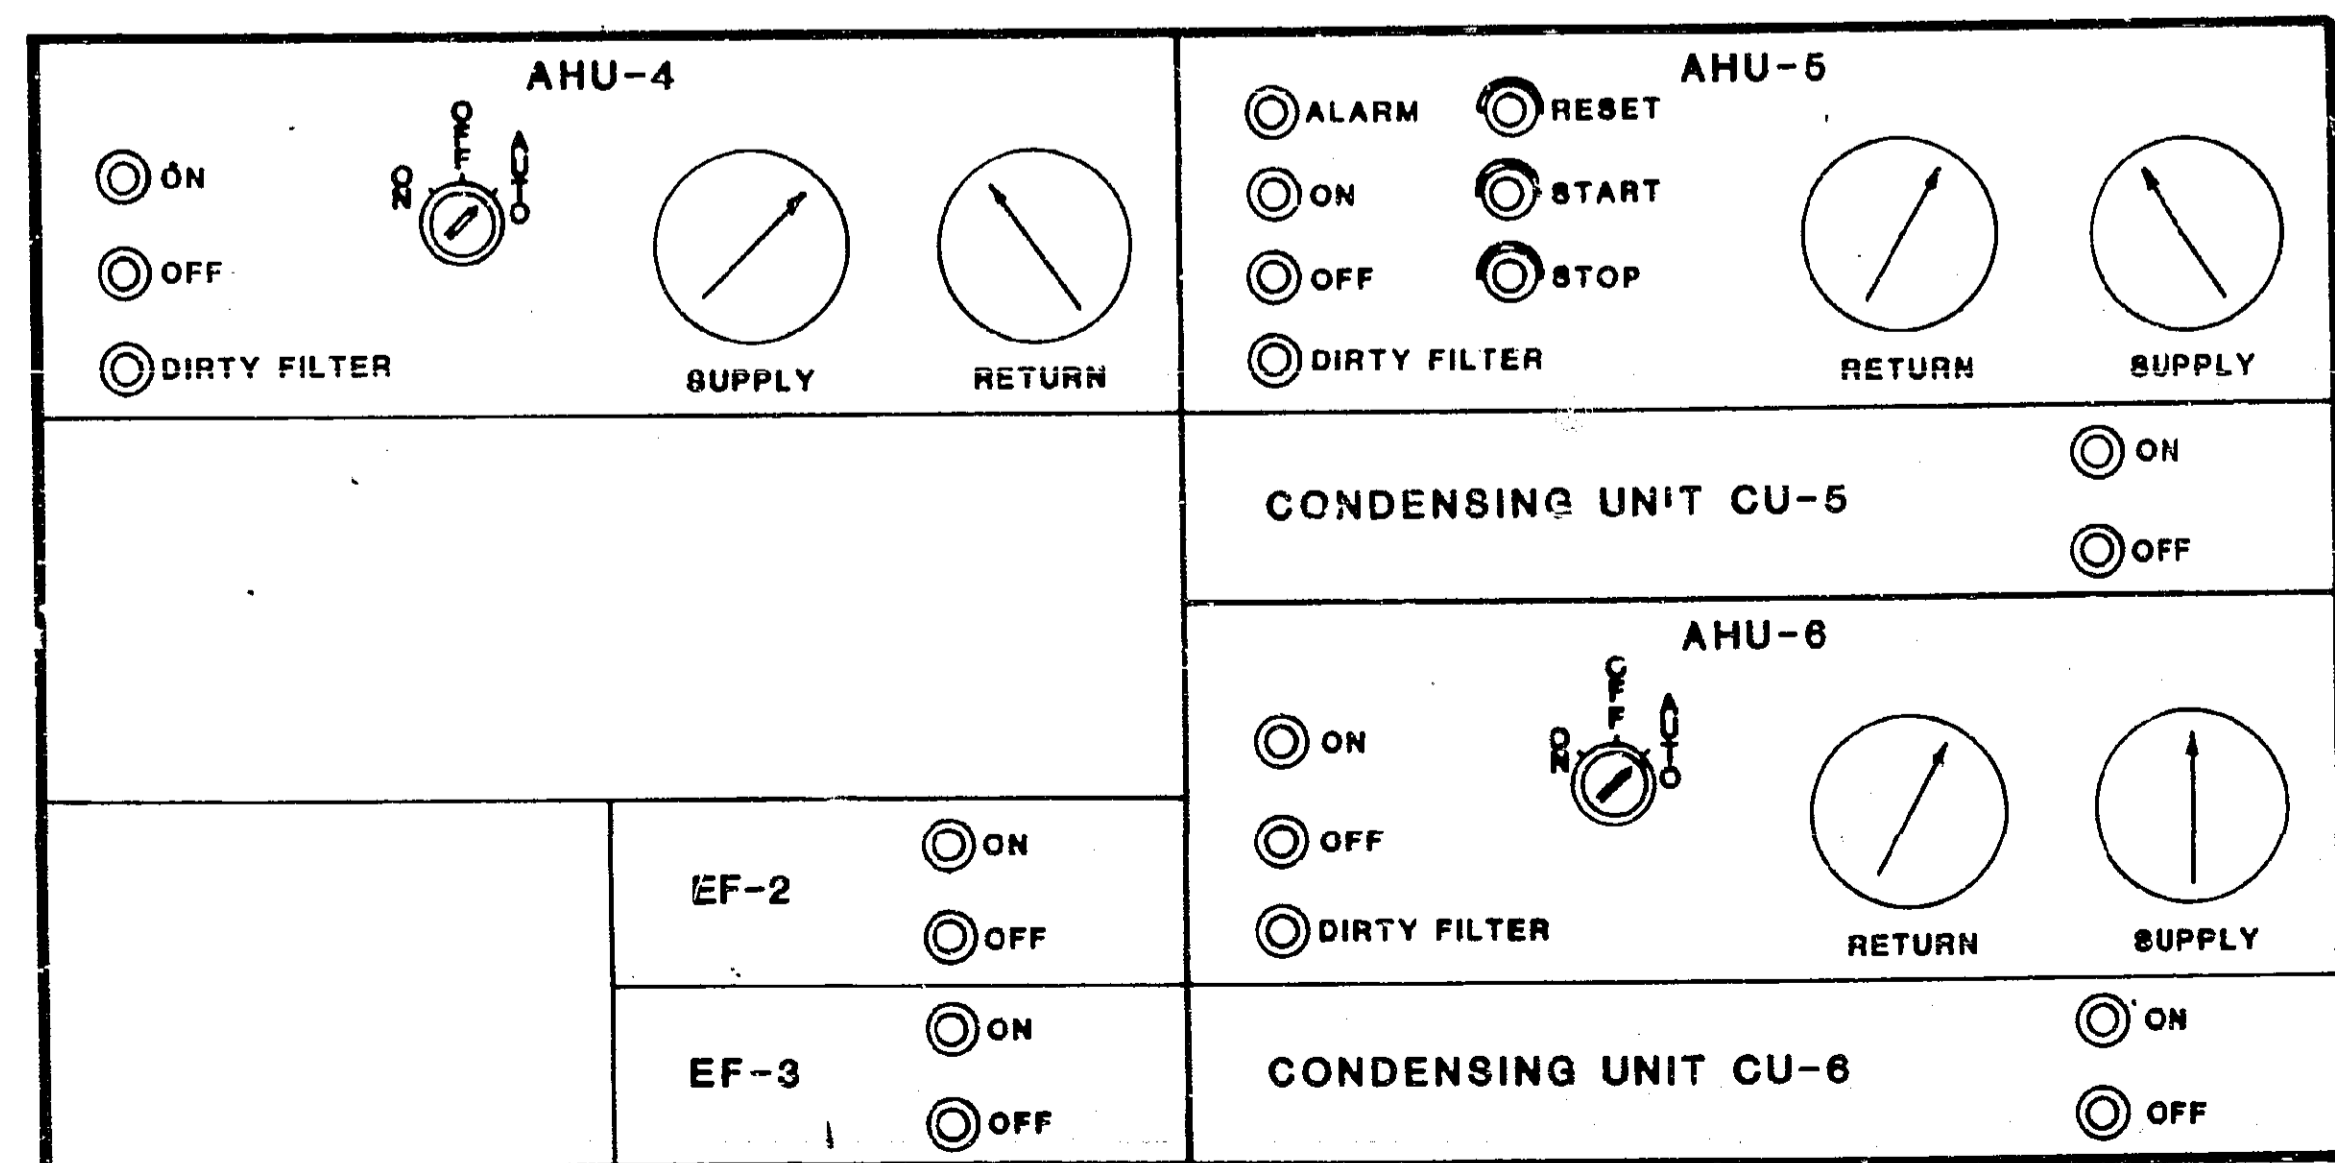 AHU-4
ON
OFF
AUTO
ON
OFF
DIRTY FILTER
SUPPLY
RETURN
AHU-5
ALARM
RESET
ON
START
OFF
STOP
DIRTY FILTER
RETURN
SUPPLY
CONDENSING UNIT CU-5
ON
OFF
AHU-6
ON
OFF
AUTO
ON
OFF
DIRTY FILTER
RETURN
SUPPLY
EF-2
ON
OFF
EF-3
ON
OFF
CONDENSING UNIT CU-6
ON
OFF